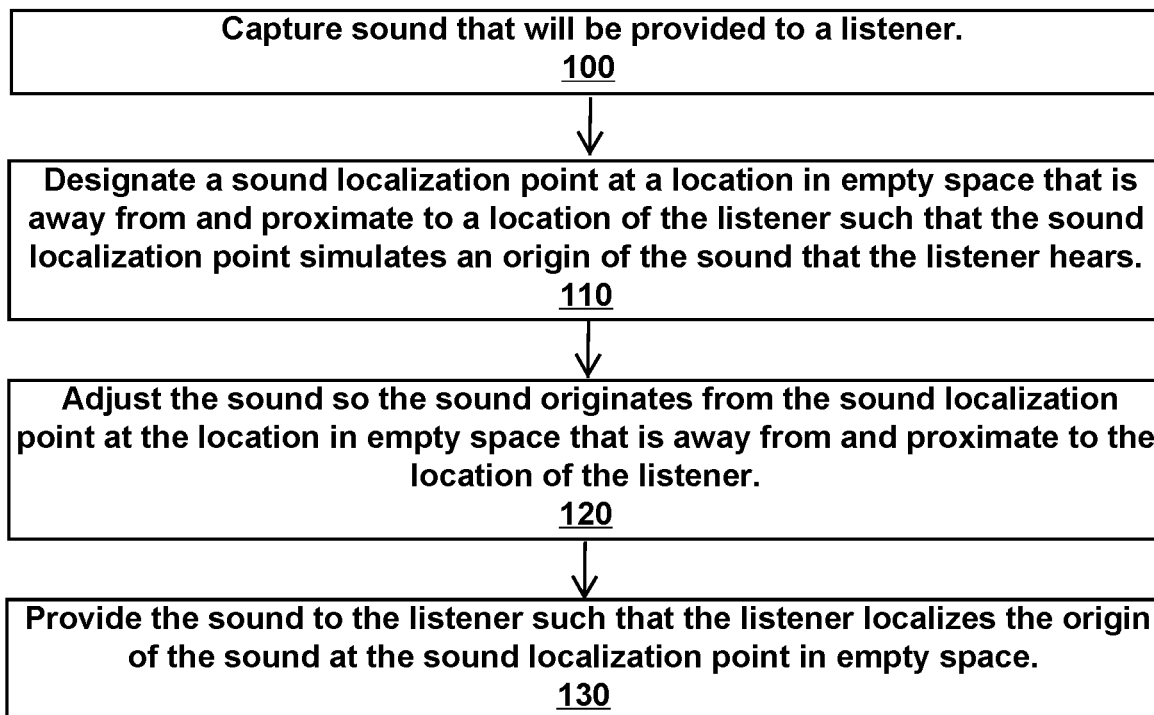 Capture sound that will be provided to a listener.
100
Designate a sound localization point at a location in empty space that is
away from and proximate to a location of the listener such that the sound
localization point simulates an origin of the sound that the listener hears.
110
Adjust the sound so the sound originates from the sound localization
point at the location in empty space that is away from and proximate to the
location of the listener.
120
Provide the sound to the listener such that the listener localizes the origin
of the sound at the sound localization point in empty space.
130